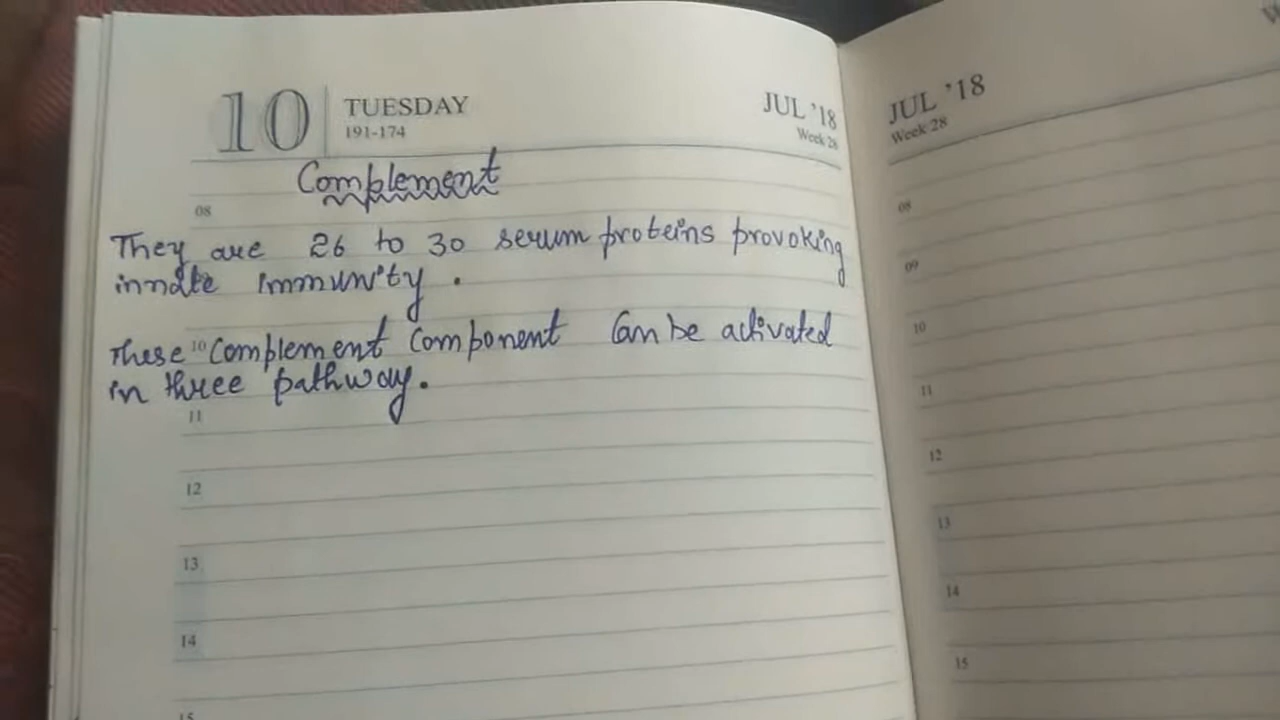 10 TUESDAY JUL '18
191-174 Week 28
Complement
08
They are 26 to 30 serum proteins provoking
innate immunity .
These 10 Complement Component Can be activated
in three pathway.
11
12
13
14
15
JUL '18
Week 28
08
09
10
11
12
13
14
15